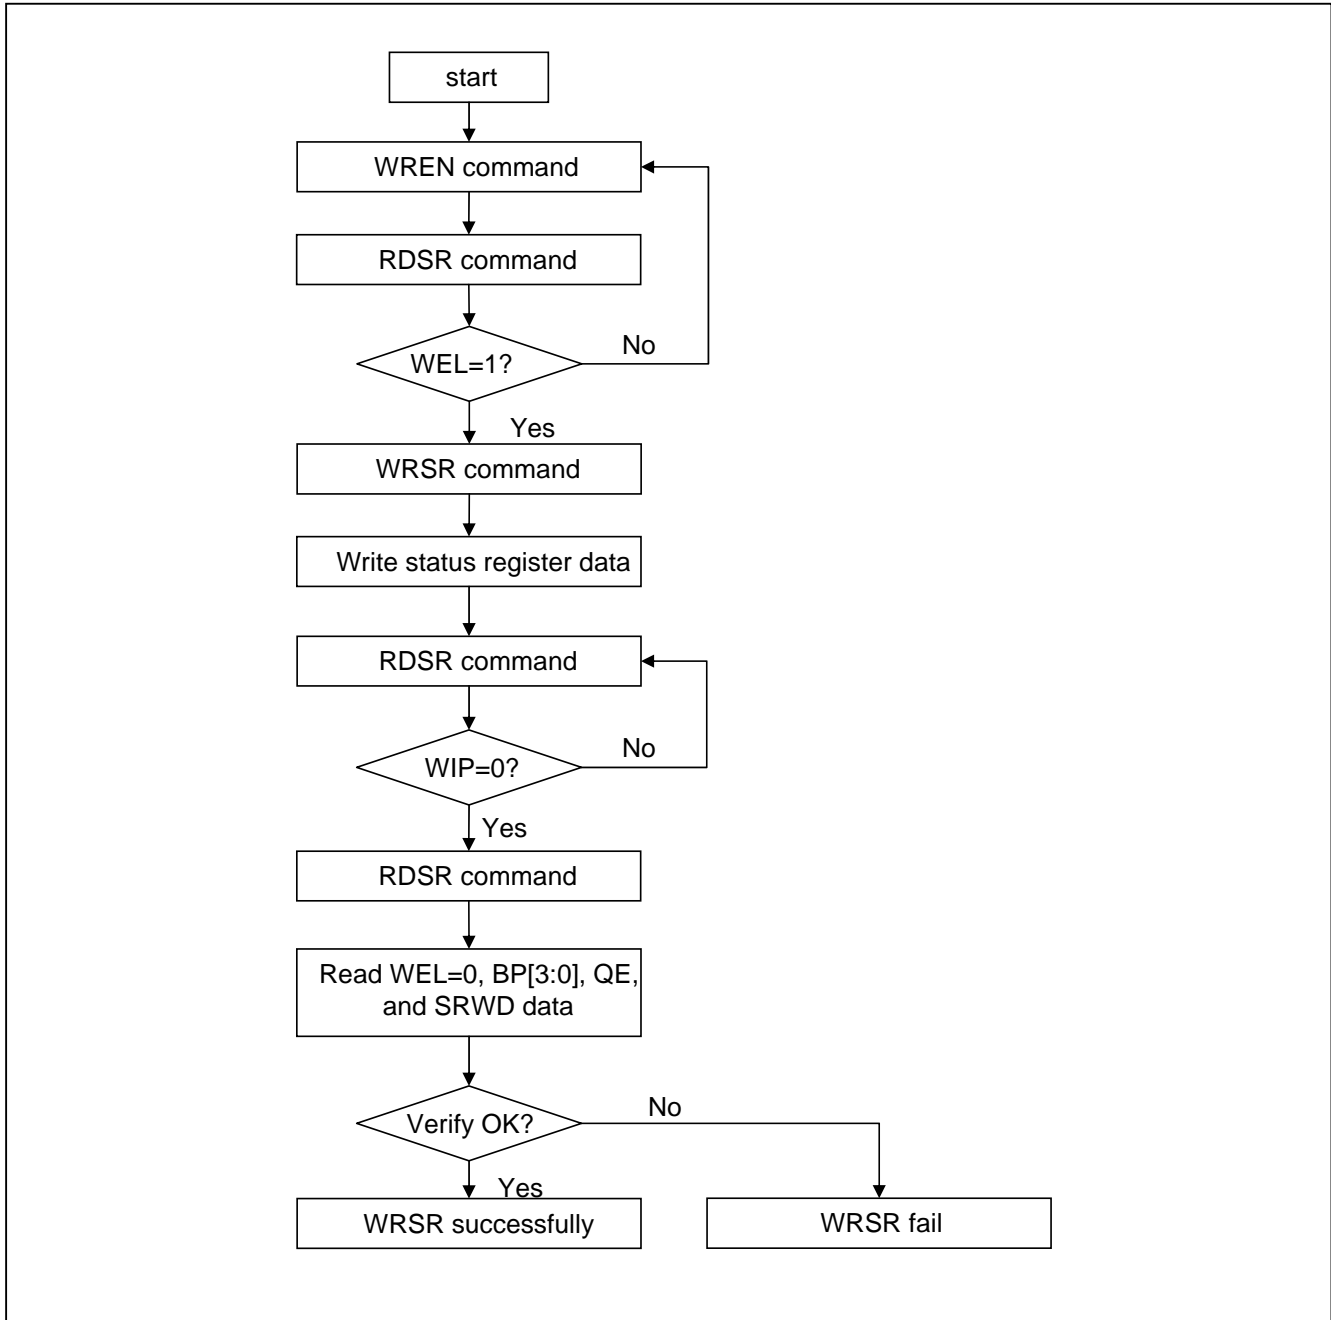 start
WREN command
RDSR command
WEL=1?
No
Yes
WRSR command
Write status register data
RDSR command
WIP=0?
No
Yes
RDSR command
Read WEL=0, BP[3:0], QE,
and SRWD data
Verify OK?
No
Yes
WRSR successfully
WRSR fail